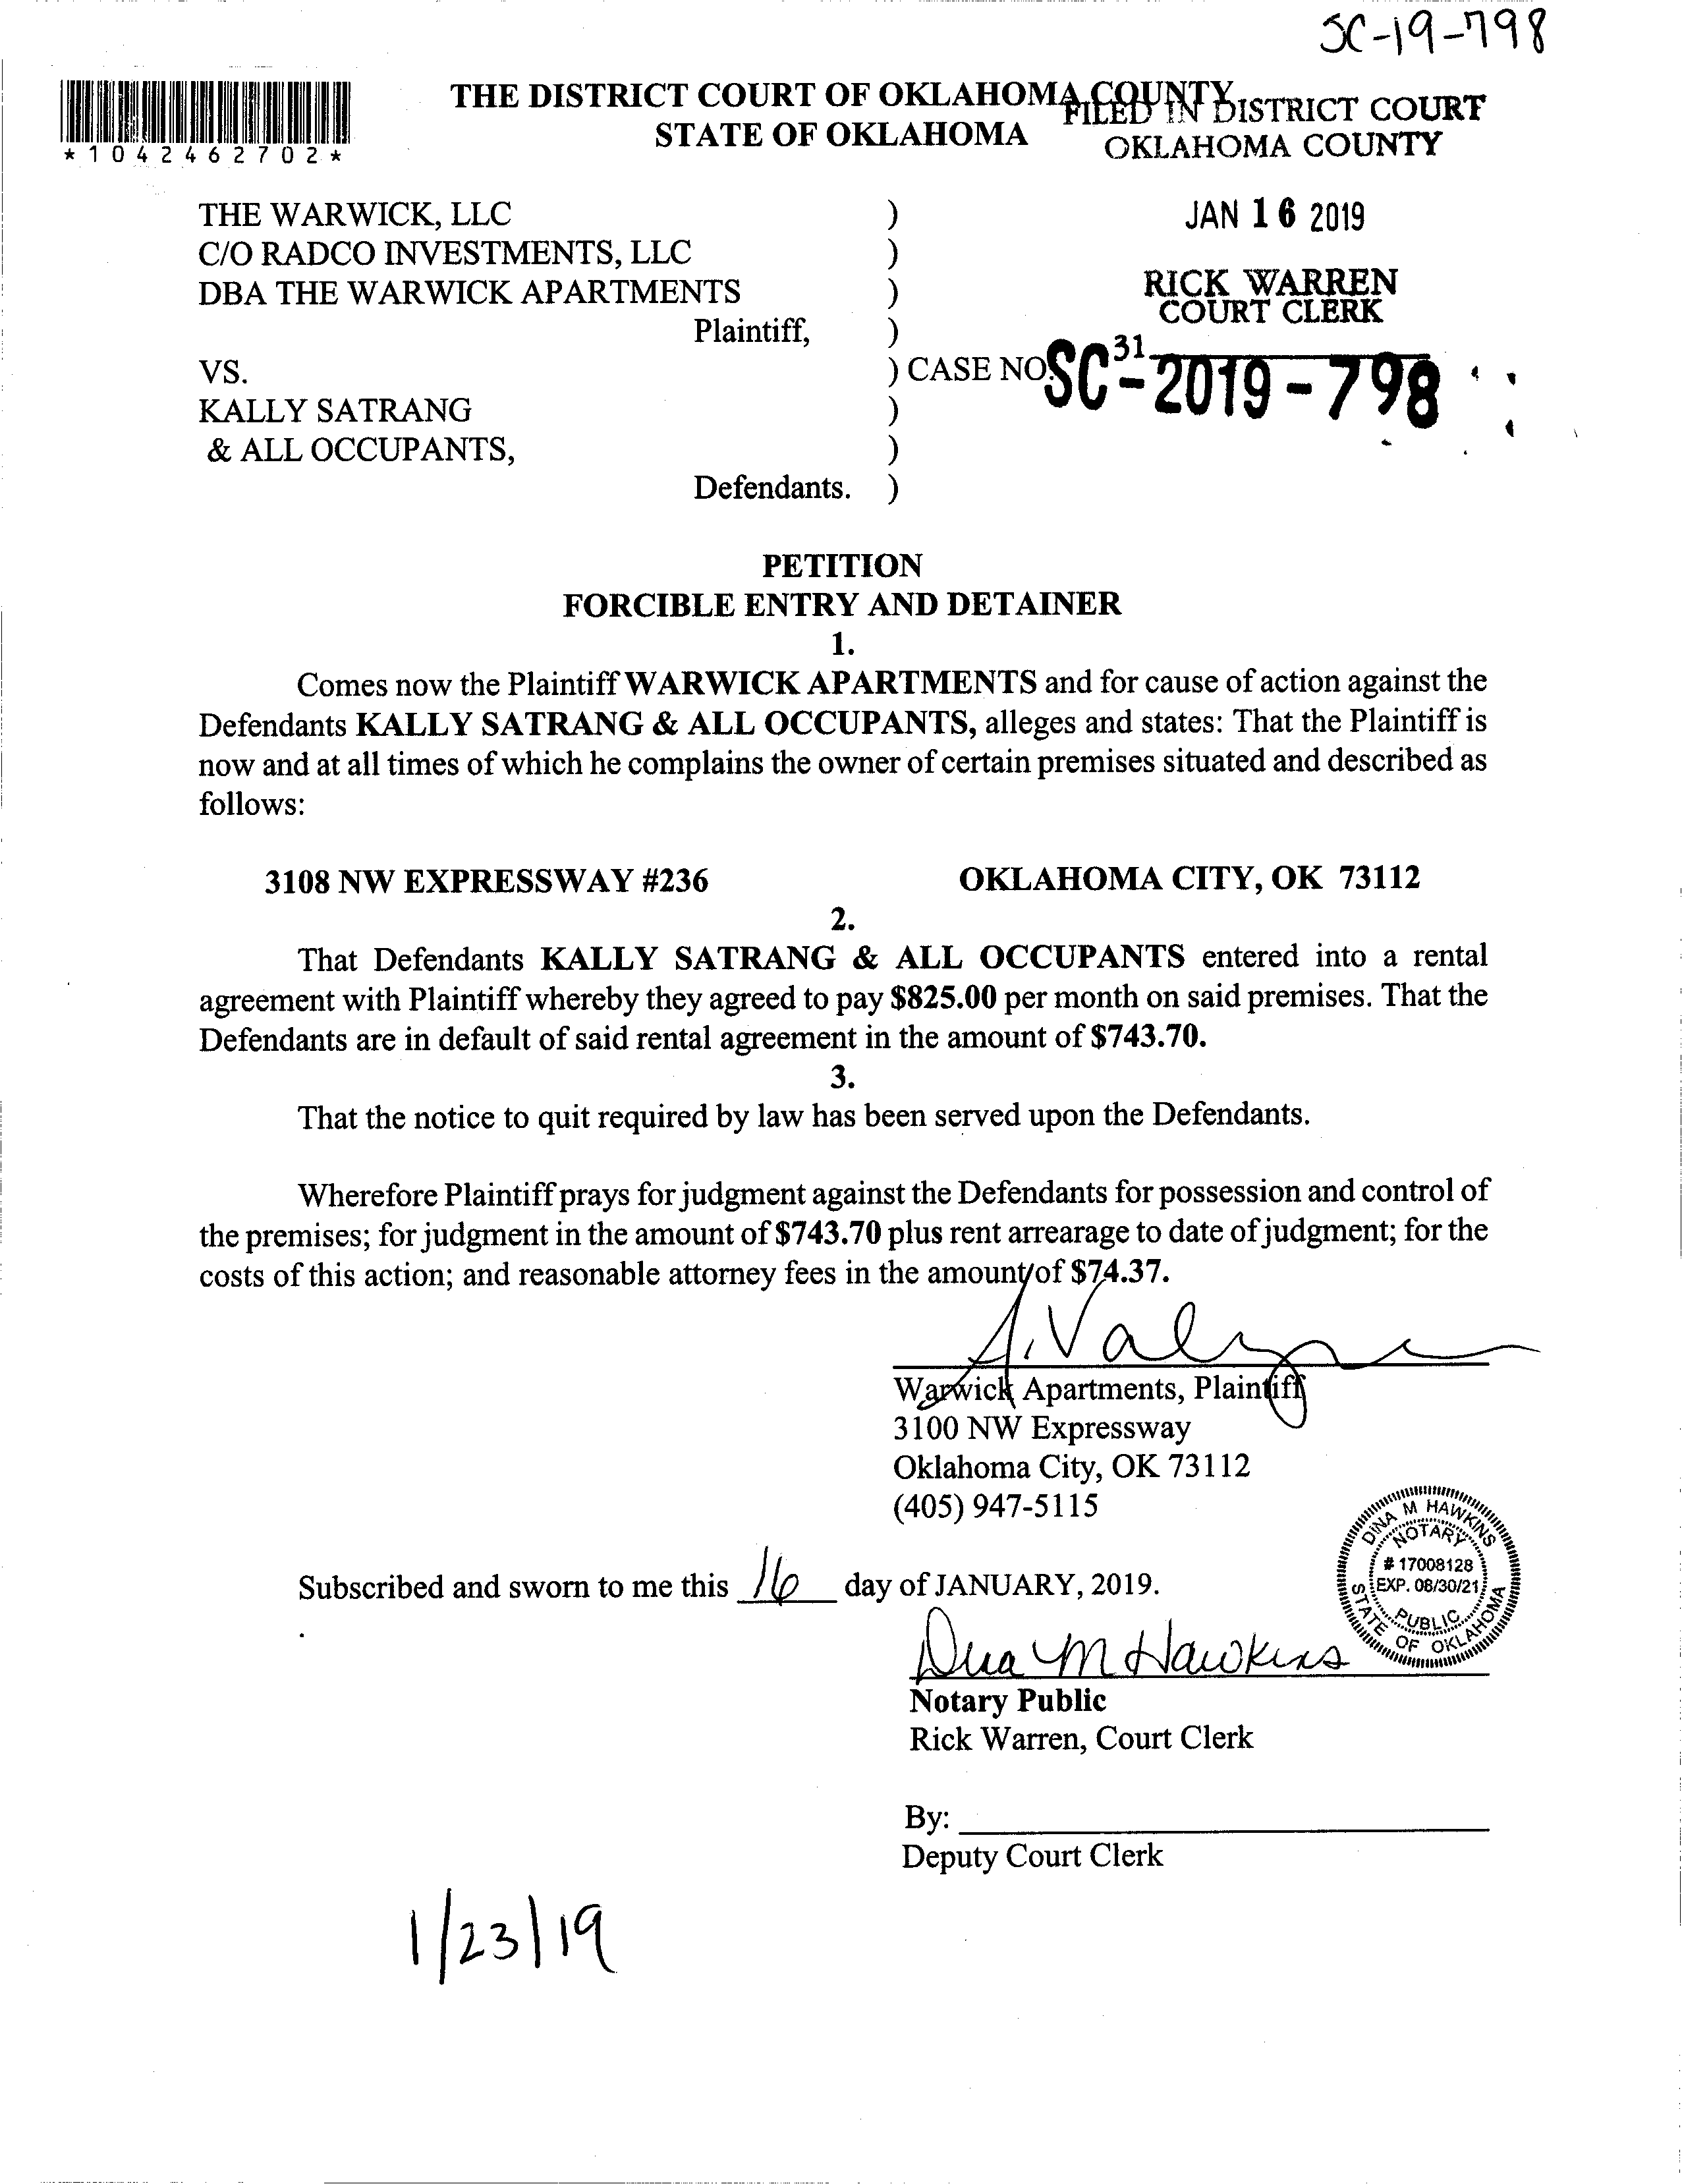 SC-19-798
*1042462702*
THE DISTRICT COURT OF OKLAHOMA COUNTY
STATE OF OKLAHOMA
FILED IN DISTRICT COURT
OKLAHOMA COUNTY
JAN 16 2019
RICK WARREN
COURT CLERK
31
THE WARWICK, LLC )
C/O RADCO INVESTMENTS, LLC )
DBA THE WARWICK APARTMENTS )
Plaintiff, )
VS. ) CASE NO. SC-2019-798
KALLY SATRANG )
& ALL OCCUPANTS, )
Defendants. )
PETITION
FORCIBLE ENTRY AND DETAINER
1.
Comes now the Plaintiff WARWICK APARTMENTS and for cause of action against the
Defendants KALLY SATRANG & ALL OCCUPANTS, alleges and states: That the Plaintiff is
now and at all times of which he complains the owner of certain premises situated and described as
follows:
3108 NW EXPRESSWAY #236 OKLAHOMA CITY, OK 73112
2.
That Defendants KALLY SATRANG & ALL OCCUPANTS entered into a rental
agreement with Plaintiff whereby they agreed to pay $825.00 per month on said premises. That the
Defendants are in default of said rental agreement in the amount of $743.70.
3.
That the notice to quit required by law has been served upon the Defendants.
Wherefore Plaintiff prays for judgment against the Defendants for possession and control of
the premises; for judgment in the amount of $743.70 plus rent arrearage to date of judgment; for the
costs of this action; and reasonable attorney fees in the amount of $74.37.
Warwick Apartments, Plaintiff
3100 NW Expressway
Oklahoma City, OK 73112
(405) 947-5115
DINA M HAWKINS
NOTARY
# 17008128
EXP. 08/30/21
PUBLIC
STATE OF OKLAHOMA
Subscribed and sworn to me this 16 day of JANUARY, 2019.
Dina M Hawkins
Notary Public
Rick Warren, Court Clerk
By:
Deputy Court Clerk
1/23/19